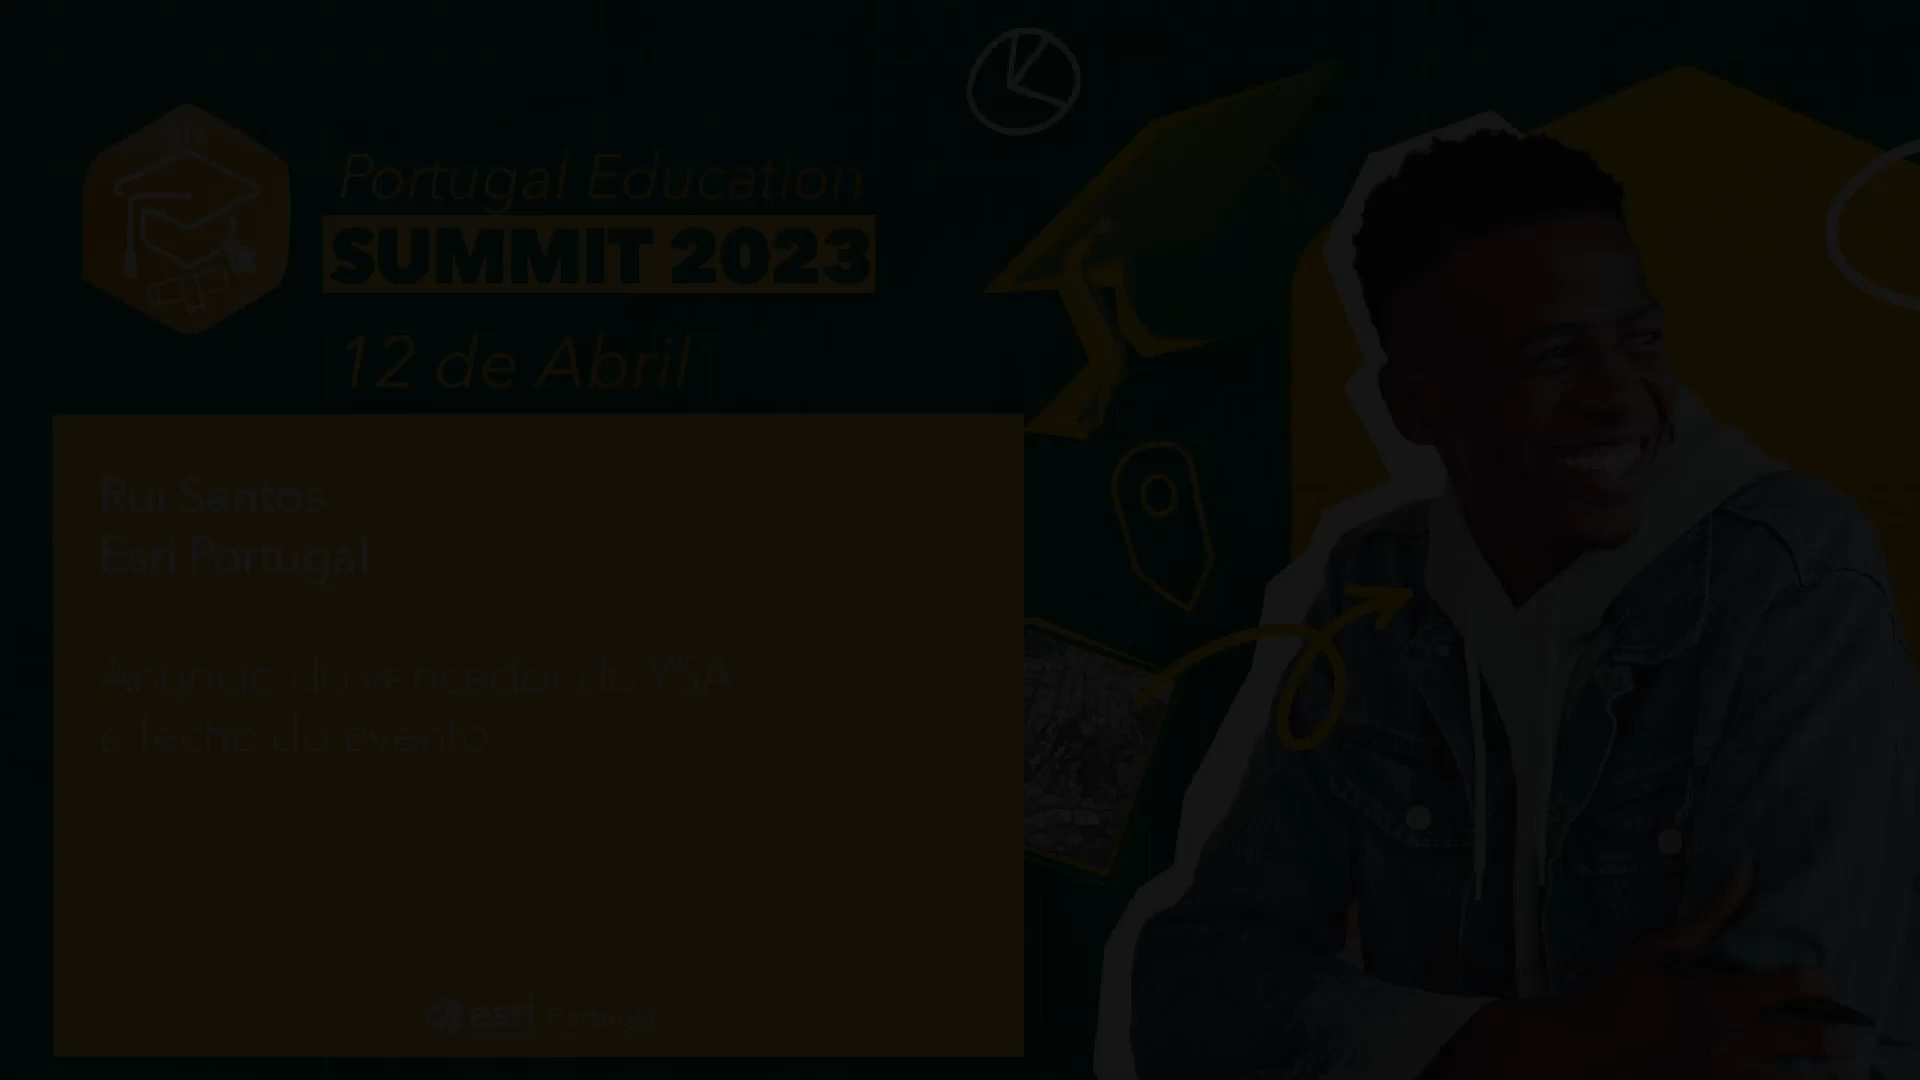 Portugal Education
SUMMIT 2023
12 de Abril
Rui Santos
Esri Portugal
Anúncio do vencedor do YSA
e fecho do evento
esri Portugal